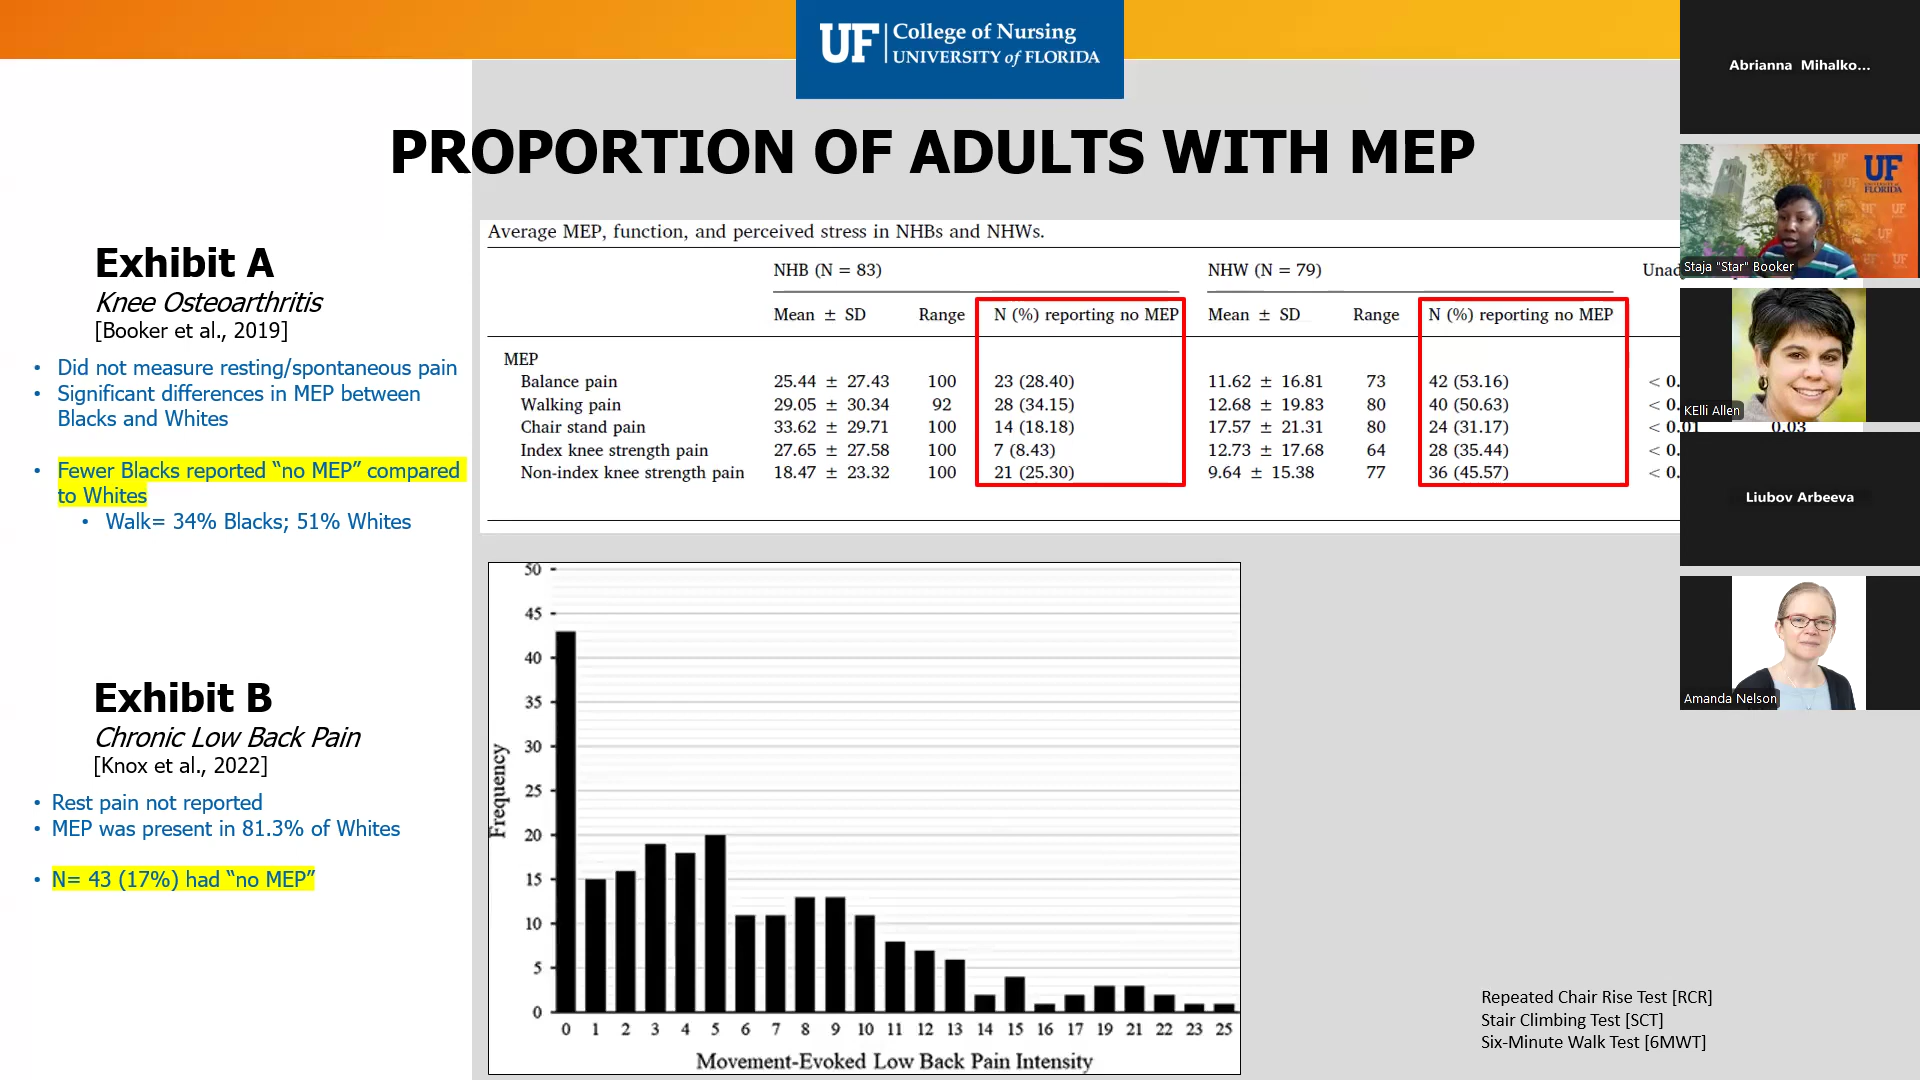 UF College of Nursing
UNIVERSITY of FLORIDA
PROPORTION OF ADULTS WITH MEP
Exhibit A
Knee Osteoarthritis
[Booker et al., 2019]
• Did not measure resting/spontaneous pain
• Significant differences in MEP between
Blacks and Whites
• Fewer Blacks reported “no MEP” compared
to Whites
• Walk= 34% Blacks; 51% Whites
Exhibit B
Chronic Low Back Pain
[Knox et al., 2022]
• Rest pain not reported
• MEP was present in 81.3% of Whites
• N= 43 (17%) had “no MEP”
Average MEP, function, and perceived stress in NHBs and NHWs.
NHB (N = 83) NHW (N = 79)
Mean ± SD Range N (%) reporting no MEP Mean ± SD Range N (%) reporting no MEP
MEP
Balance pain 25.44 ± 27.43 100 23 (28.40) 11.62 ± 16.81 73 42 (53.16) < 0.
Walking pain 29.05 ± 30.34 92 28 (34.15) 12.68 ± 19.83 80 40 (50.63) < 0.
Chair stand pain 33.62 ± 29.71 100 14 (18.18) 17.57 ± 21.31 80 24 (31.17) < 0.01 0.03
Index knee strength pain 27.65 ± 27.58 100 7 (8.43) 12.73 ± 17.68 64 28 (35.44) < 0.
Non-index knee strength pain 18.47 ± 23.32 100 21 (25.30) 9.64 ± 15.38 77 36 (45.57) < 0.
50
45
40
35
30
25
20
15
10
5
0
Frequency
0 1 2 3 4 5 6 7 8 9 10 11 12 13 14 15 16 17 19 21 22 23 25
Movement-Evoked Low Back Pain Intensity
Repeated Chair Rise Test [RCR]
Stair Climbing Test [SCT]
Six-Minute Walk Test [6MWT]
Abrianna Mihalko...
UF
UNIVERSITY of
FLORIDA
Staja "Star" Booker
KElli Allen
Liubov Arbeeva
Amanda Nelson